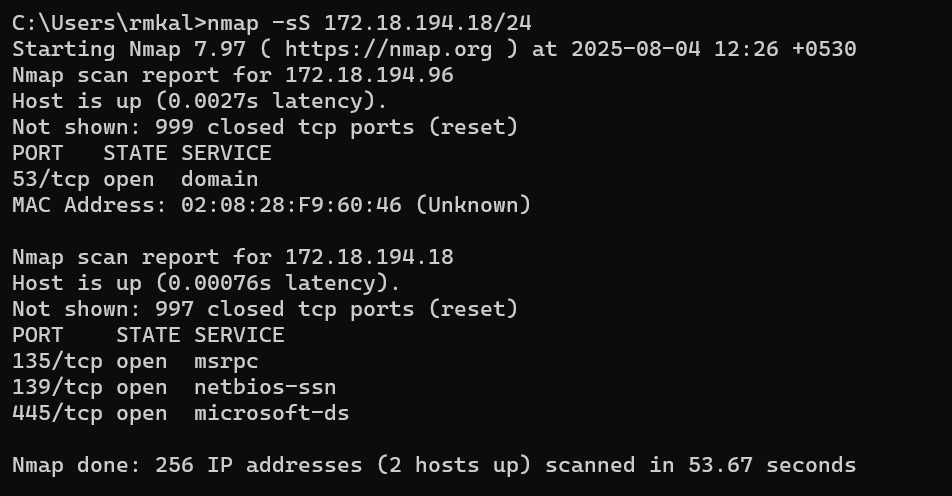 C:\Users\rmkal>nmap -sS 172.18.194.18/24
Starting Nmap 7.97 ( https://nmap.org ) at 2025-08-04 12:26 +0530
Nmap scan report for 172.18.194.96
Host is up (0.0027s latency).
Not shown: 999 closed tcp ports (reset)
PORT   STATE SERVICE
53/tcp open  domain
MAC Address: 02:08:28:F9:60:46 (Unknown)

Nmap scan report for 172.18.194.18
Host is up (0.00076s latency).
Not shown: 997 closed tcp ports (reset)
PORT    STATE SERVICE
135/tcp open  msrpc
139/tcp open  netbios-ssn
445/tcp open  microsoft-ds

Nmap done: 256 IP addresses (2 hosts up) scanned in 53.67 seconds